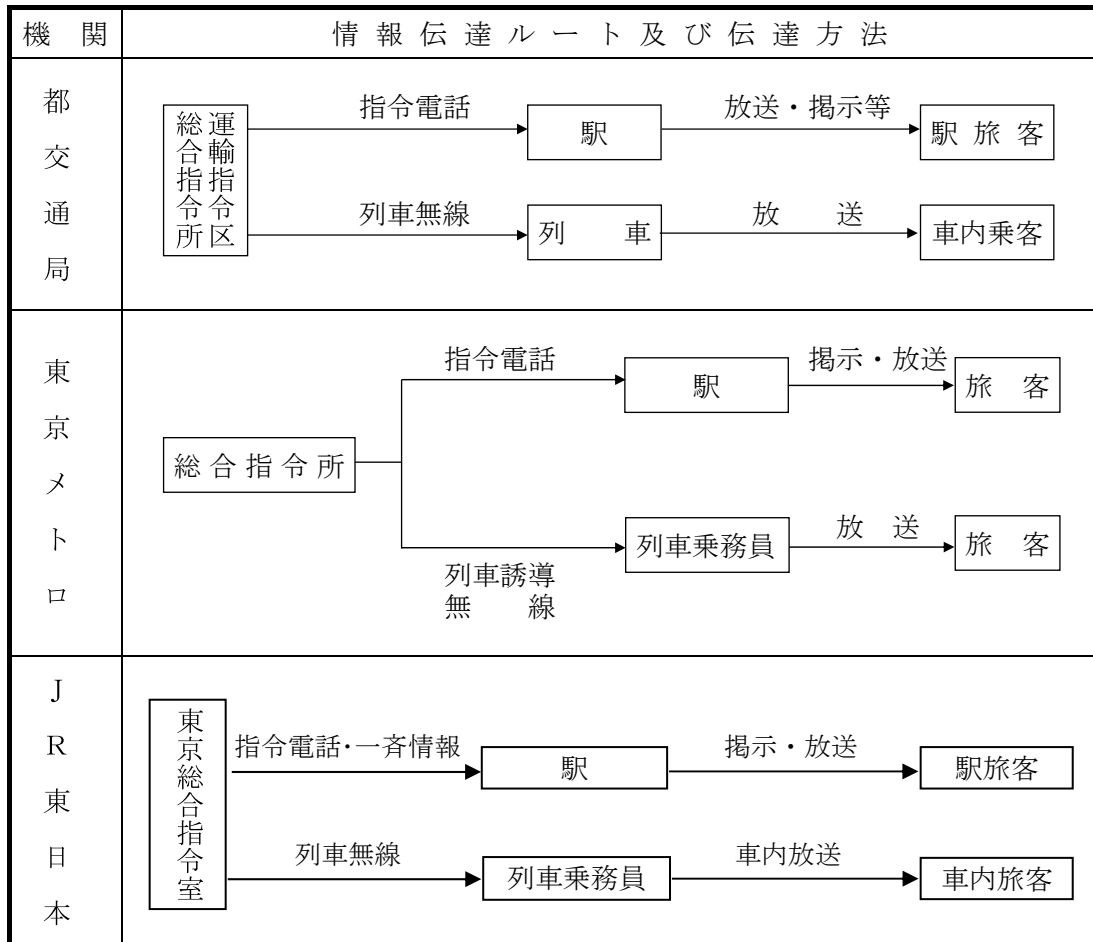 機関
情報伝達ルート及び伝達方法
都交通局
運輸指令区
総合指令所
指令電話
駅
放送・掲示等
駅旅客
列車無線
列車
放送
車内乗客
東京メトロ
総合指令所
指令電話
駅
掲示・放送
旅客
列車誘導
無線
列車乗務員
放送
旅客
JR東日本
東京総合指令室
指令電話・一斉情報
駅
掲示・放送
駅旅客
列車無線
列車乗務員
車内放送
車内旅客